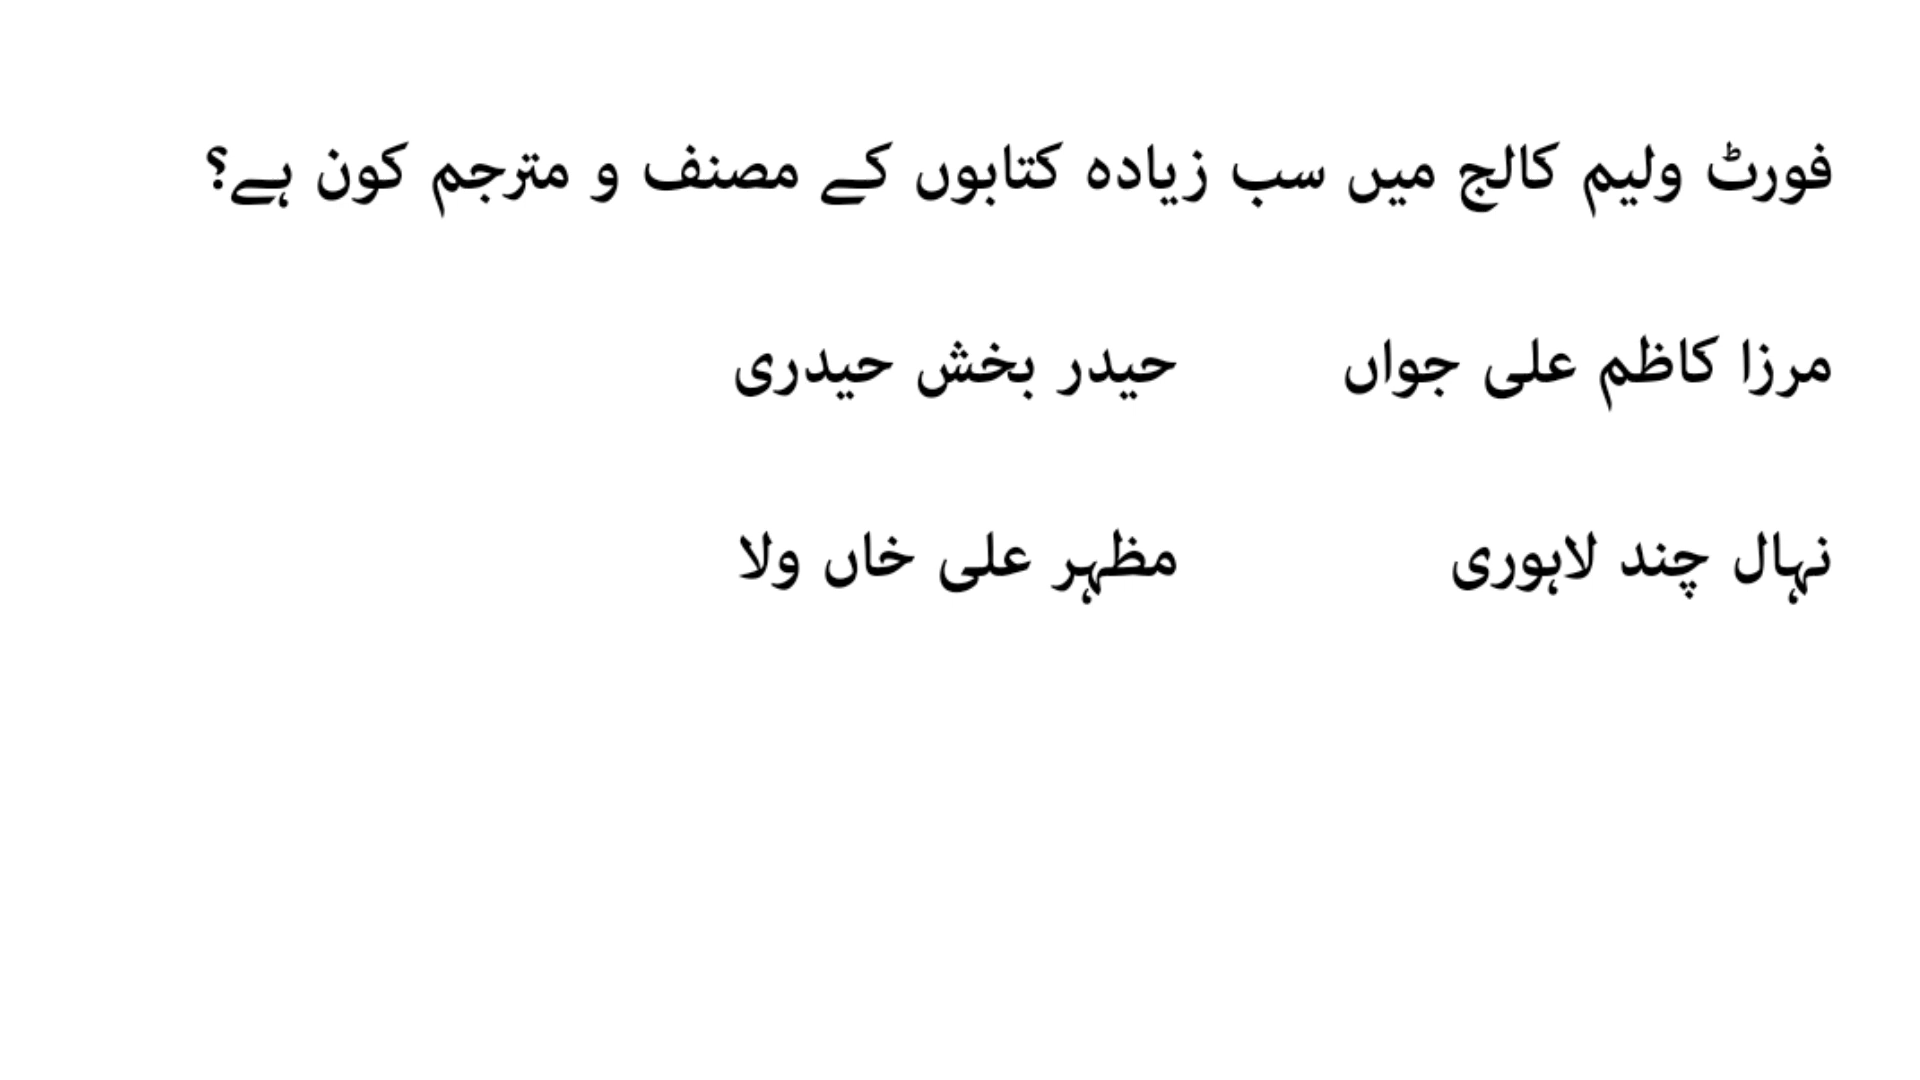 فورٹ ولیم کالج میں سب زیادہ کتابوں کے مصنف و مترجم کون ہے؟
مرزا کاظم علی جواں حیدر بخش حیدری
نہال چند لاہوری مظہر علی خاں ولا